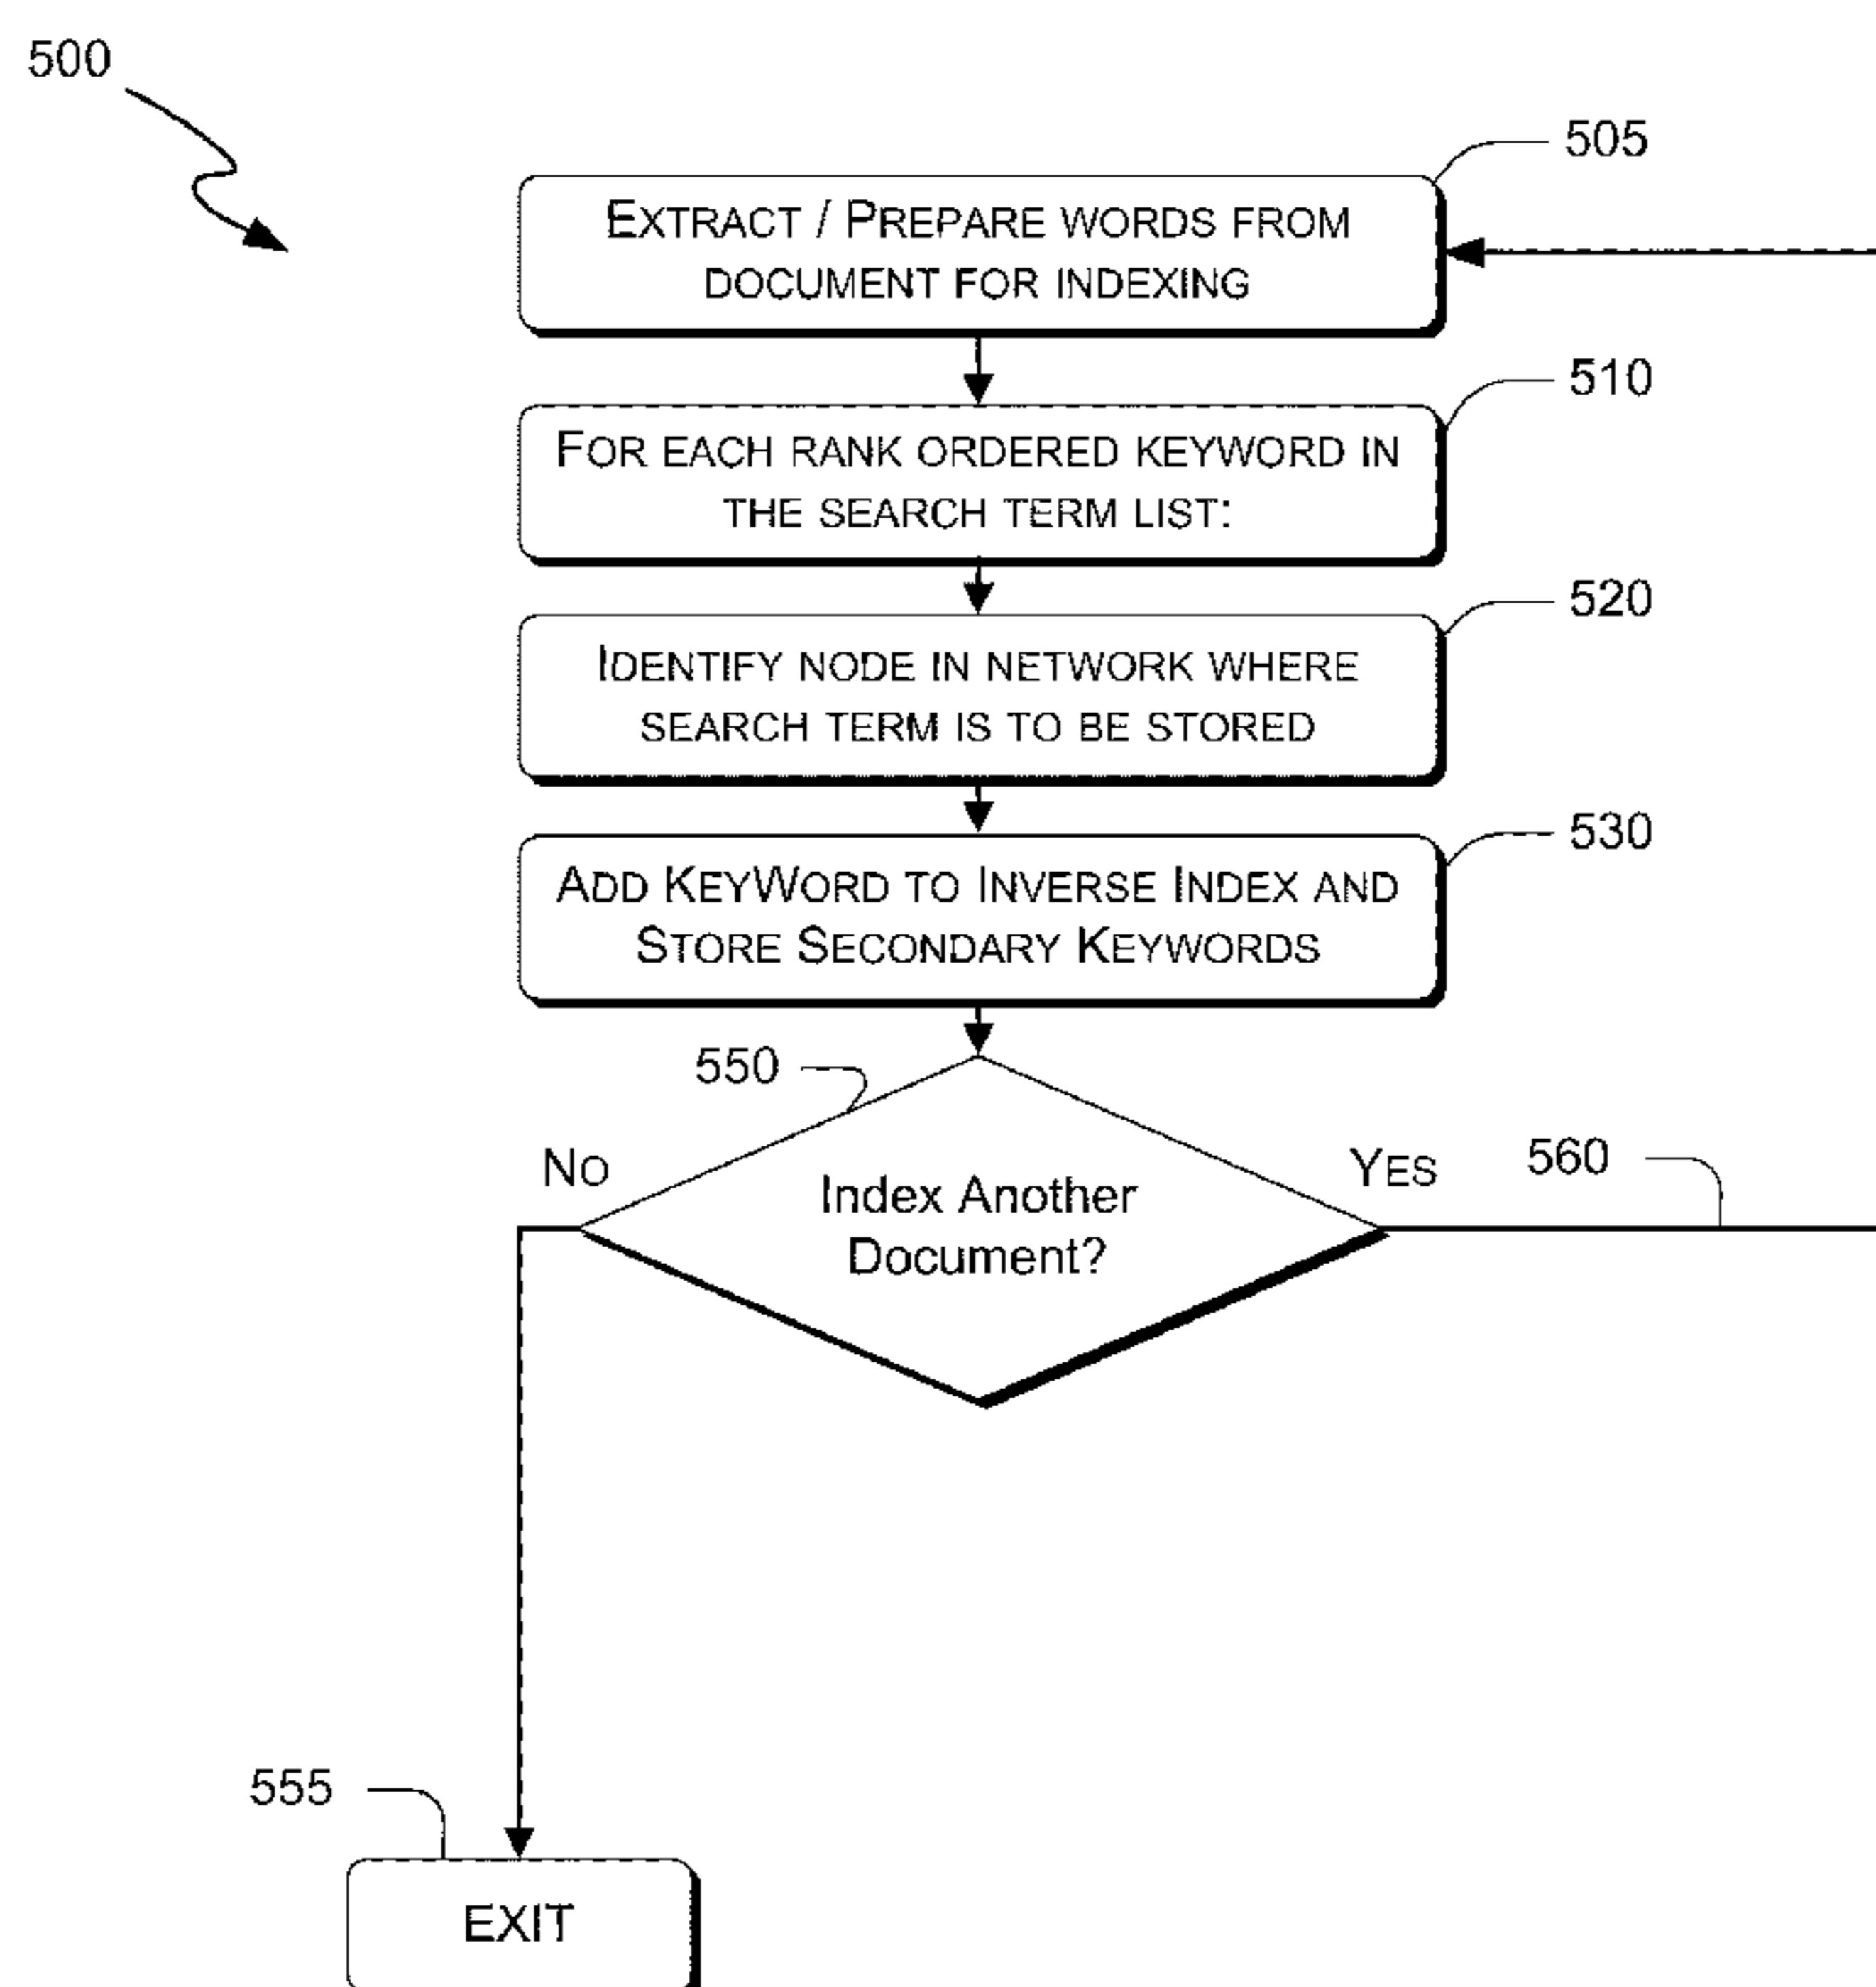 500
505
EXTRACT / PREPARE WORDS FROM
DOCUMENT FOR INDEXING
510
FOR EACH RANK ORDERED KEYWORD IN
THE SEARCH TERM LIST:
520
IDENTIFY NODE IN NETWORK WHERE
SEARCH TERM IS TO BE STORED
530
ADD KEYWORD TO INVERSE INDEX AND
STORE SECONDARY KEYWORDS
550
NO
YES
560
Index Another
Document?
555
EXIT